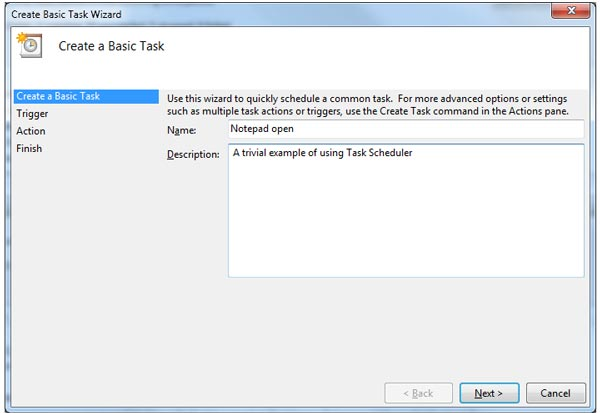 Create Basic Task Wizard
Create a Basic Task
Create a Basic Task
Trigger
Action
Finish
Use this wizard to quickly schedule a common task.  For more advanced options or settings
such as multiple task actions or triggers, use the Create Task command in the Actions pane.
Name: Notepad open
Description: A trivial example of using Task Scheduler
< Back Next > Cancel